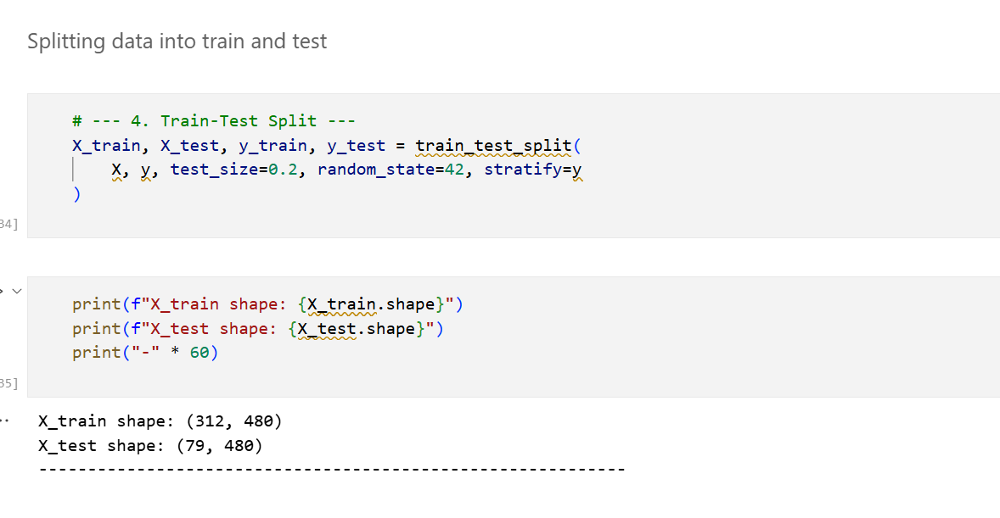 Splitting data into train and test
# --- 4. Train-Test Split ---
X_train, X_test, y_train, y_test = train_test_split(
X, y, test_size=0.2, random_state=42, stratify=y
)
34]
print(f"X_train shape: {X_train.shape}")
print(f"X_test shape: {X_test.shape}")
print("-" * 60)
35]
X_train shape: (312, 480)
X_test shape: (79, 480)
------------------------------------------------------------